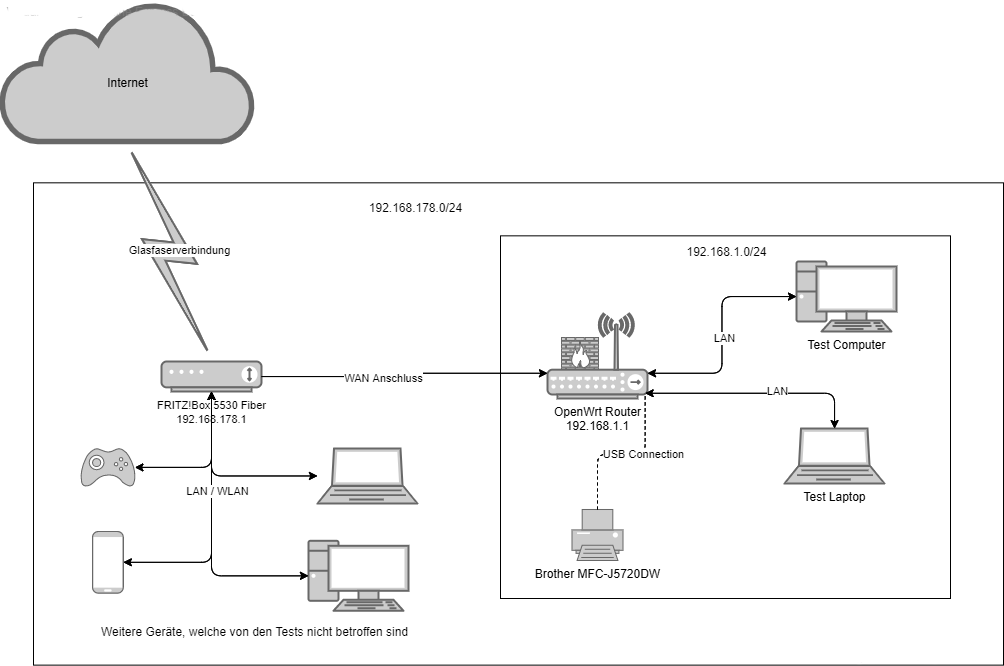 Internet
192.168.178.0/24
Glasfaserverbindung
192.168.1.0/24
LAN
Test Computer
WAN Anschluss
FRITZ!Box 5530 Fiber
192.168.178.1
OpenWrt Router
192.168.1.1
LAN
USB Connection
LAN / WLAN
Test Laptop
Brother MFC-J5720DW
Weitere Geräte, welche von den Tests nicht betroffen sind